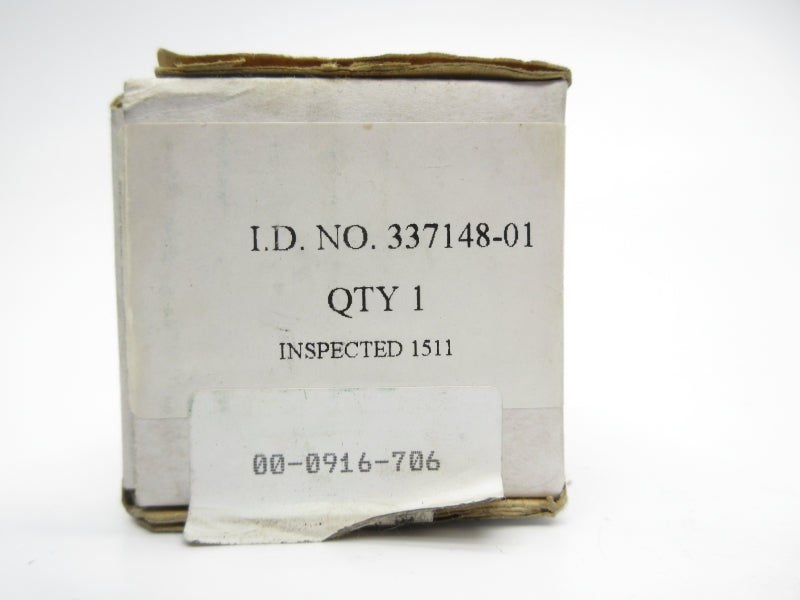 I.D. NO. 337148-01
QTY 1
INSPECTED 1511
00-0916-706